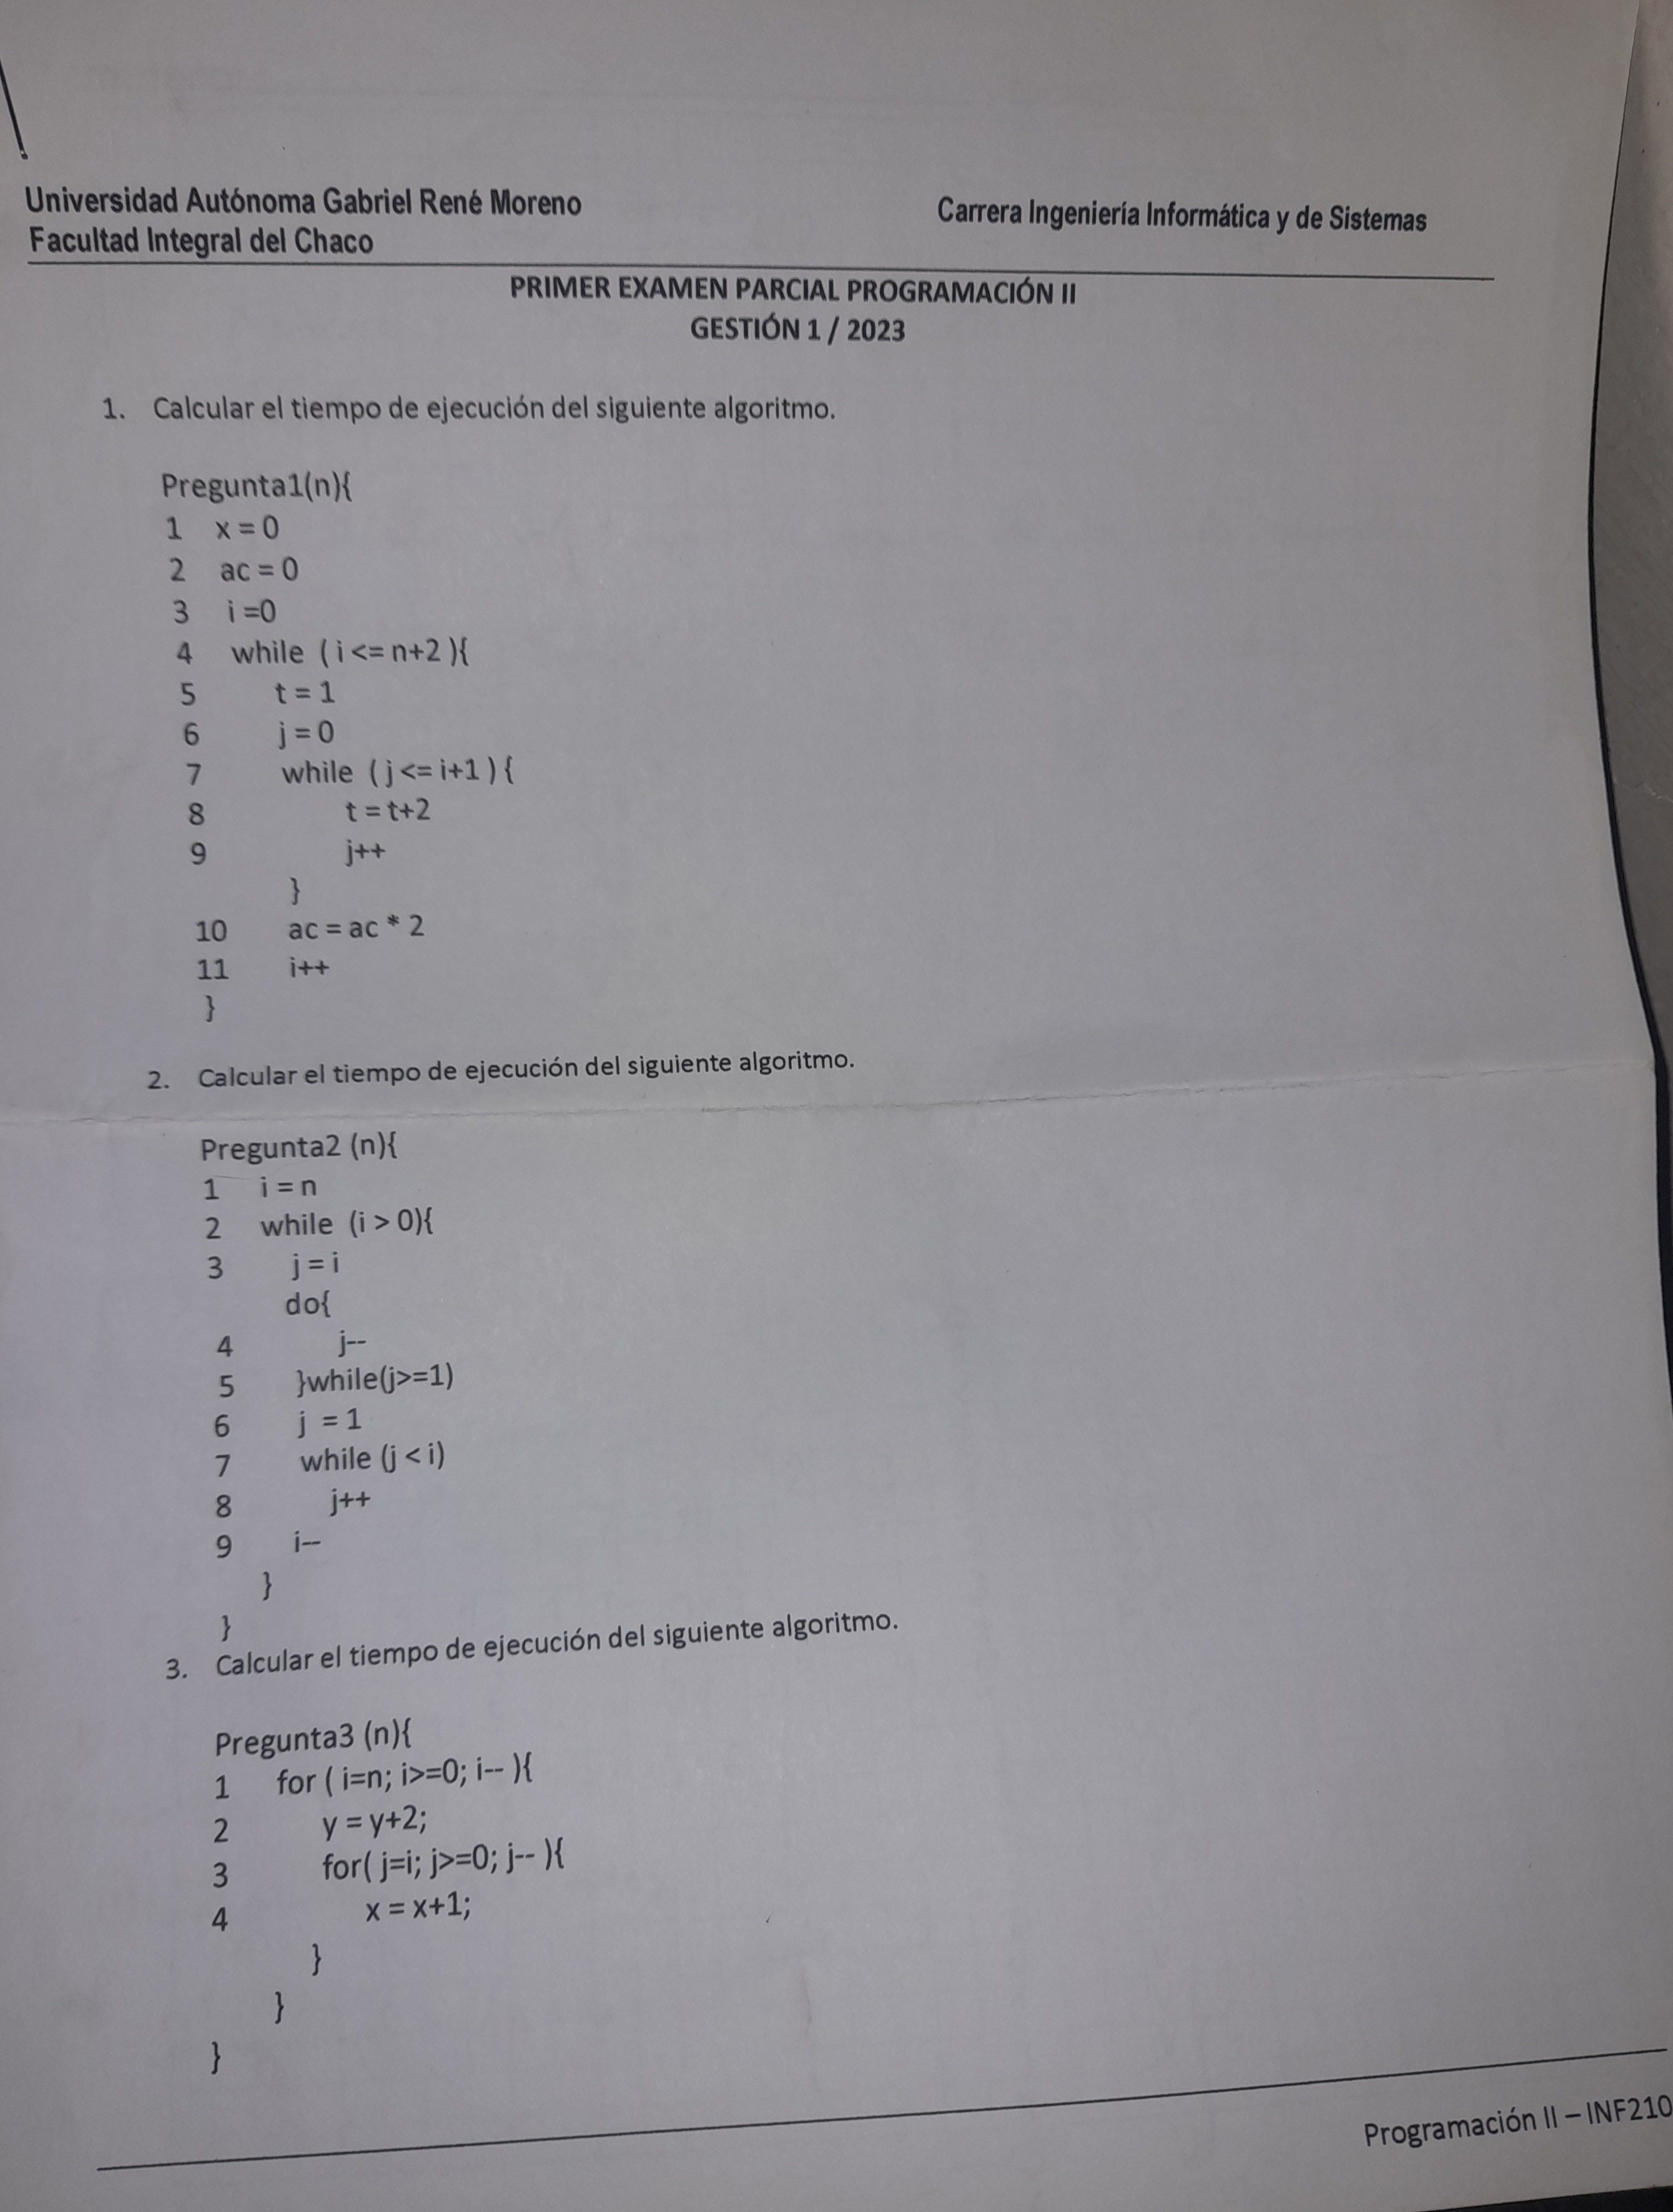 Universidad Autónoma Gabriel René Moreno Carrera Ingeniería Informática y de Sistemas
Facultad Integral del Chaco
PRIMER EXAMEN PARCIAL PROGRAMACIÓN II
GESTIÓN 1 / 2023
1. Calcular el tiempo de ejecución del siguiente algoritmo.
Pregunta1(n){
1 x = 0
2 ac = 0
3 i =0
4 while ( i <= n+2 ){
5 t = 1
6 j = 0
7 while ( j <= i+1 ) {
8 t = t+2
9 j++
}
10 ac = ac * 2
11 i++
}
2. Calcular el tiempo de ejecución del siguiente algoritmo.
Pregunta2 (n){
1 i = n
2 while (i > 0){
3 j = i
do{
4 j--
5 }while(j>=1)
6 j = 1
7 while (j < i)
8 j++
9 i--
}
}
3. Calcular el tiempo de ejecución del siguiente algoritmo.
Pregunta3 (n){
1 for ( i=n; i>=0; i-- ){
2 y = y+2;
3 for( j=i; j>=0; j-- ){
4 x = x+1;
}
}
}
Programación II – INF210